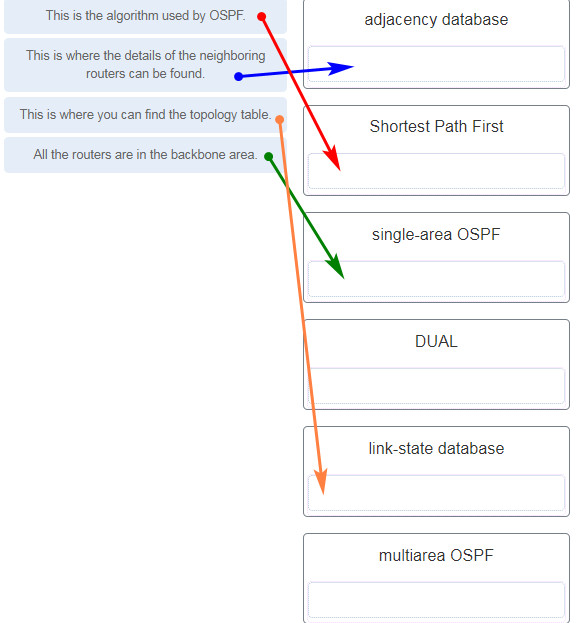 This is the algorithm used by OSPF.
This is where the details of the neighboring
routers can be found.
This is where you can find the topology table.
All the routers are in the backbone area.
adjacency database
Shortest Path First
single-area OSPF
DUAL
link-state database
multiarea OSPF